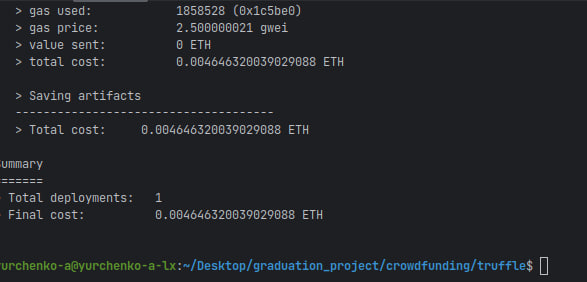 > gas used: 1858528 (0x1c5be0)
> gas price: 2.500000021 gwei
> value sent: 0 ETH
> total cost: 0.004646320039029088 ETH
> Saving artifacts
-------------------------------------
> Total cost: 0.004646320039029088 ETH
Summary
=======
> Total deployments: 1
> Final cost: 0.004646320039029088 ETH
yurchenko-a@yurchenko-a-lx:~/Desktop/graduation_project/crowdfunding/truffle$